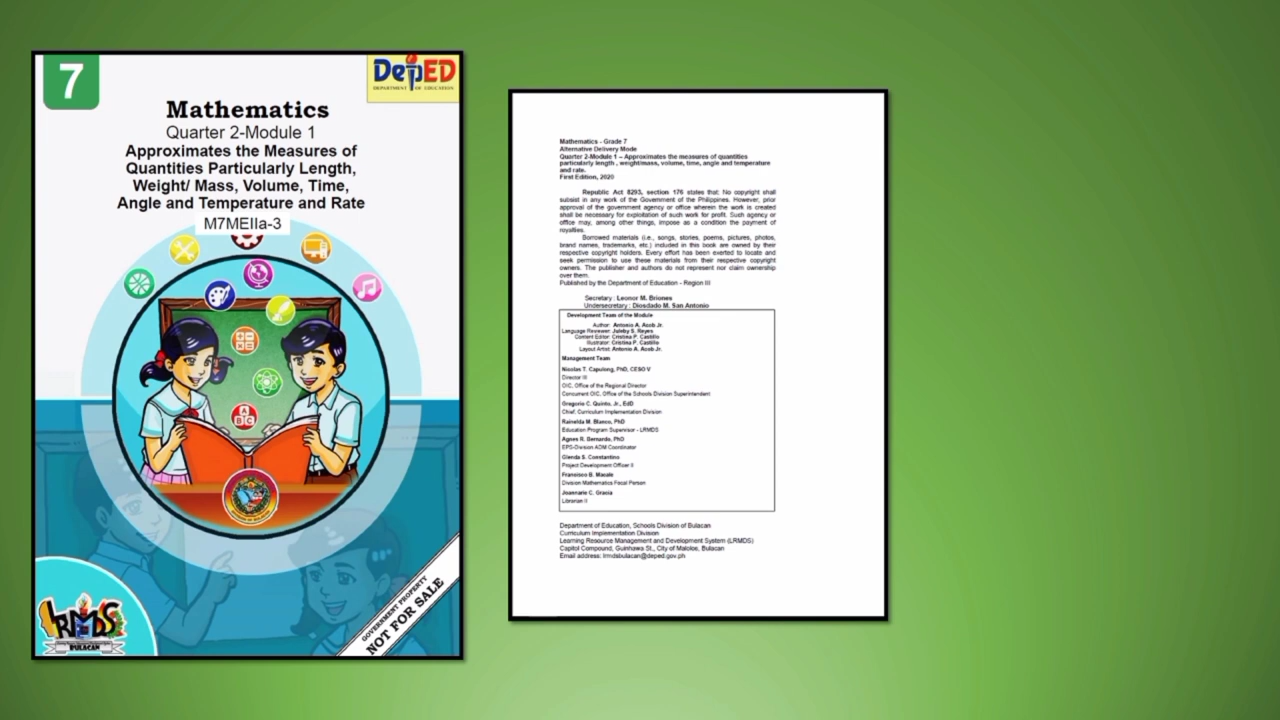 7
DepED
DEPARTMENT OF EDUCATION
Mathematics
Quarter 2-Module 1
Approximates the Measures of
Quantities Particularly Length,
Weight/ Mass, Volume, Time,
Angle and Temperature and Rate
M7MEIIa-3
A
B C
LRMDS
BULACAN
GOVERNMENT PROPERTY
NOT FOR SALE
Mathematics - Grade 7
Alternative Delivery Mode
Quarter 2-Module 1 – Approximates the measures of quantities
particularly length , weight/mass, volume, time, angle and temperature
and rate.
First Edition, 2020
Republic Act 8293, section 176 states that: No copyright shall
subsist in any work of the Government of the Philippines. However, prior
approval of the government agency or office wherein the work is created
shall be necessary for exploitation of such work for profit. Such agency or
office may, among other things, impose as a condition the payment of
royalties.
Borrowed materials (i.e., songs, stories, poems, pictures, photos,
brand names, trademarks, etc.) included in this book are owned by their
respective copyright holders. Every effort has been exerted to locate and
seek permission to use these materials from their respective copyright
owners. The publisher and authors do not represent nor claim ownership
over them.
Published by the Department of Education - Region III
Secretary : Leonor M. Briones
Undersecretary : Diosdado M. San Antonio
Development Team of the Module
Author: Antonio A. Acob Jr.
Language Reviewer: Juleby S. Reyes
Content Editor: Cristina P. Castillo
Illustrator: Cristina P. Castillo
Layout Artist: Antonio A. Acob Jr.
Management Team
Nicolas T. Capulong, PhD, CESO V
Director III
OIC, Office of the Regional Director
Concurrent OIC, Office of the Schools Division Superintendent
Gregorio C. Quinto, Jr., EdD
Chief, Curriculum Implementation Division
Rainelda M. Blanco, PhD
Education Program Supervisor - LRMDS
Agnes R. Bernardo, PhD
EPS-Division ADM Coordinator
Glenda S. Constantino
Project Development Officer II
Francisco B. Macale
Division Mathematics Focal Person
Joannarie C. Gracia
Librarian II
Department of Education, Schools Division of Bulacan
Curriculum Implementation Division
Learning Resource Management and Development System (LRMDS)
Capitol Compound, Guinhawa St., City of Malolos, Bulacan
Email address: lrmdsbulacan@deped.gov.ph